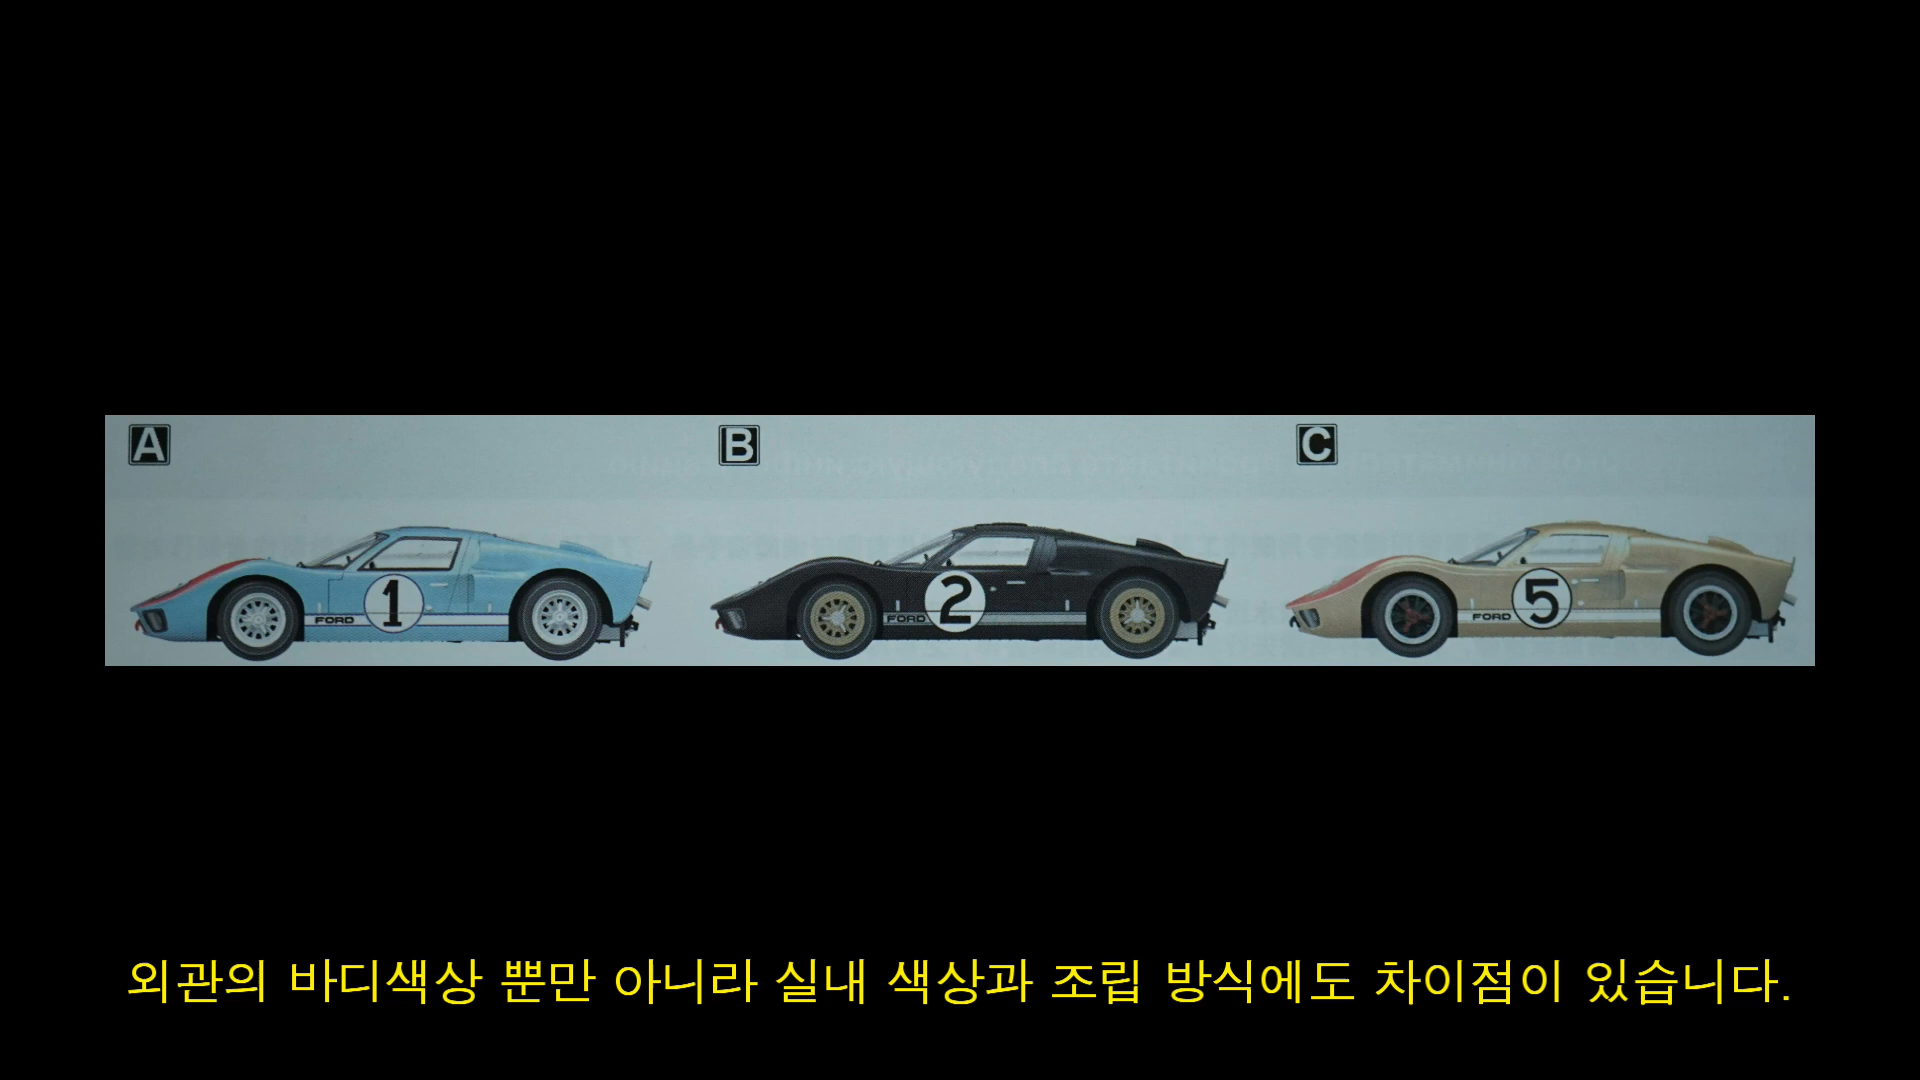 A B C
FORD 1 FORD 2 FORD 5
외관의 바디색상 뿐만 아니라 실내 색상과 조립 방식에도 차이점이 있습니다.